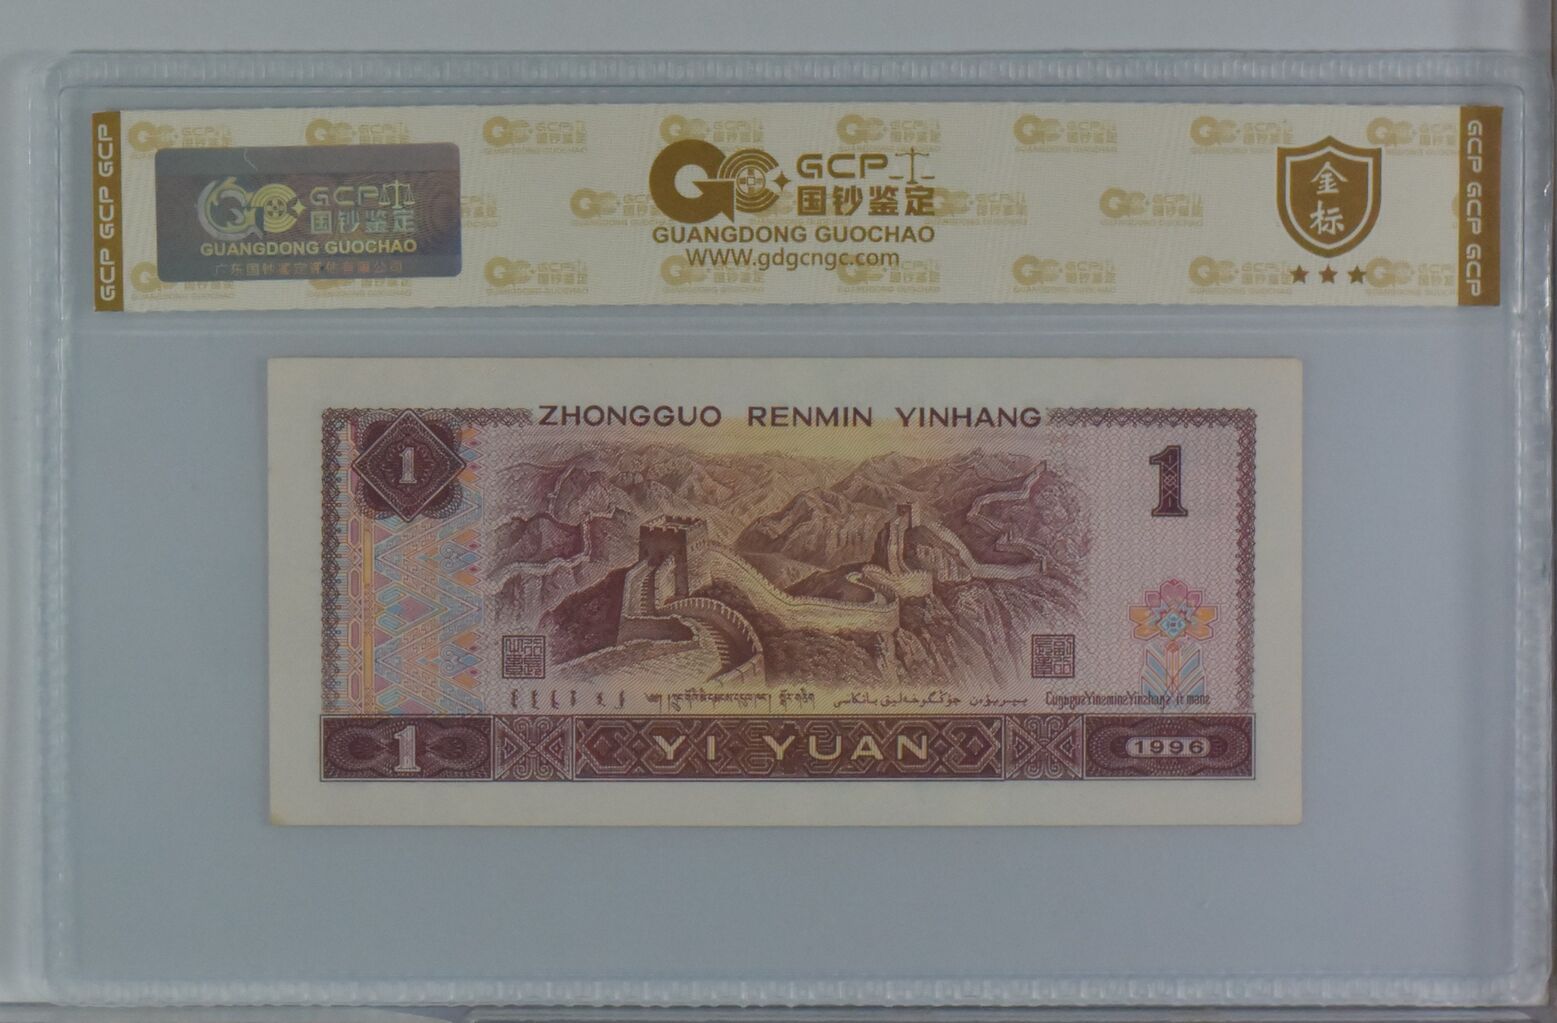 GCP GCP GCP
GCP
国钞鉴定
GUANGDONG GUOCHAO
广东国钞鉴定评估有限公司
GCP
国钞鉴定
GUANGDONG GUOCHAO
WWW.gdgcngc.com
金标
GCP GCP GCP
ZHONGGUO RENMIN YINHANG
1
1
1
YI YUAN
1996